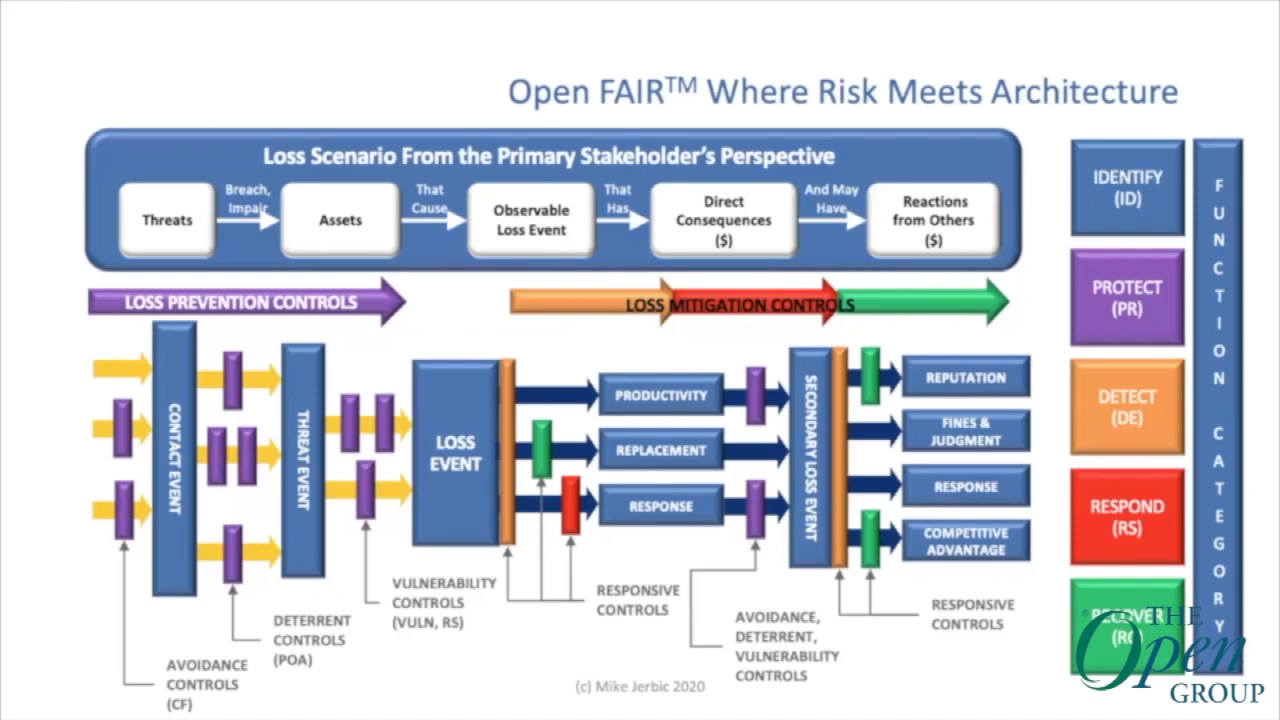 Open FAIR™ Where Risk Meets Architecture
Loss Scenario From the Primary Stakeholder's Perspective
Threats
Breach,
Impair
Assets
That
Cause
Observable
Loss Event
That
Has
Direct
Consequences
($)
And May
Have
Reactions
from Others
($)
LOSS PREVENTION CONTROLS
LOSS MITIGATION CONTROLS
CONTACT EVENT
THREAT EVENT
LOSS
EVENT
PRODUCTIVITY
REPLACEMENT
RESPONSE
SECONDARY LOSS EVENT
REPUTATION
FINES &
JUDGMENT
RESPONSE
COMPETITIVE
ADVANTAGE
AVOIDANCE
CONTROLS
(CF)
DETERRENT
CONTROLS
(POA)
VULNERABILITY
CONTROLS
(VULN, RS)
RESPONSIVE
CONTROLS
AVOIDANCE,
DETERRENT,
VULNERABILITY
CONTROLS
RESPONSIVE
CONTROLS
(c) Mike Jerbic 2020
IDENTIFY
(ID)
PROTECT
(PR)
DETECT
(DE)
RESPOND
(RS)
RECOVER
(RC)
FUNCTION CATEGORY
THE
Open
GROUP